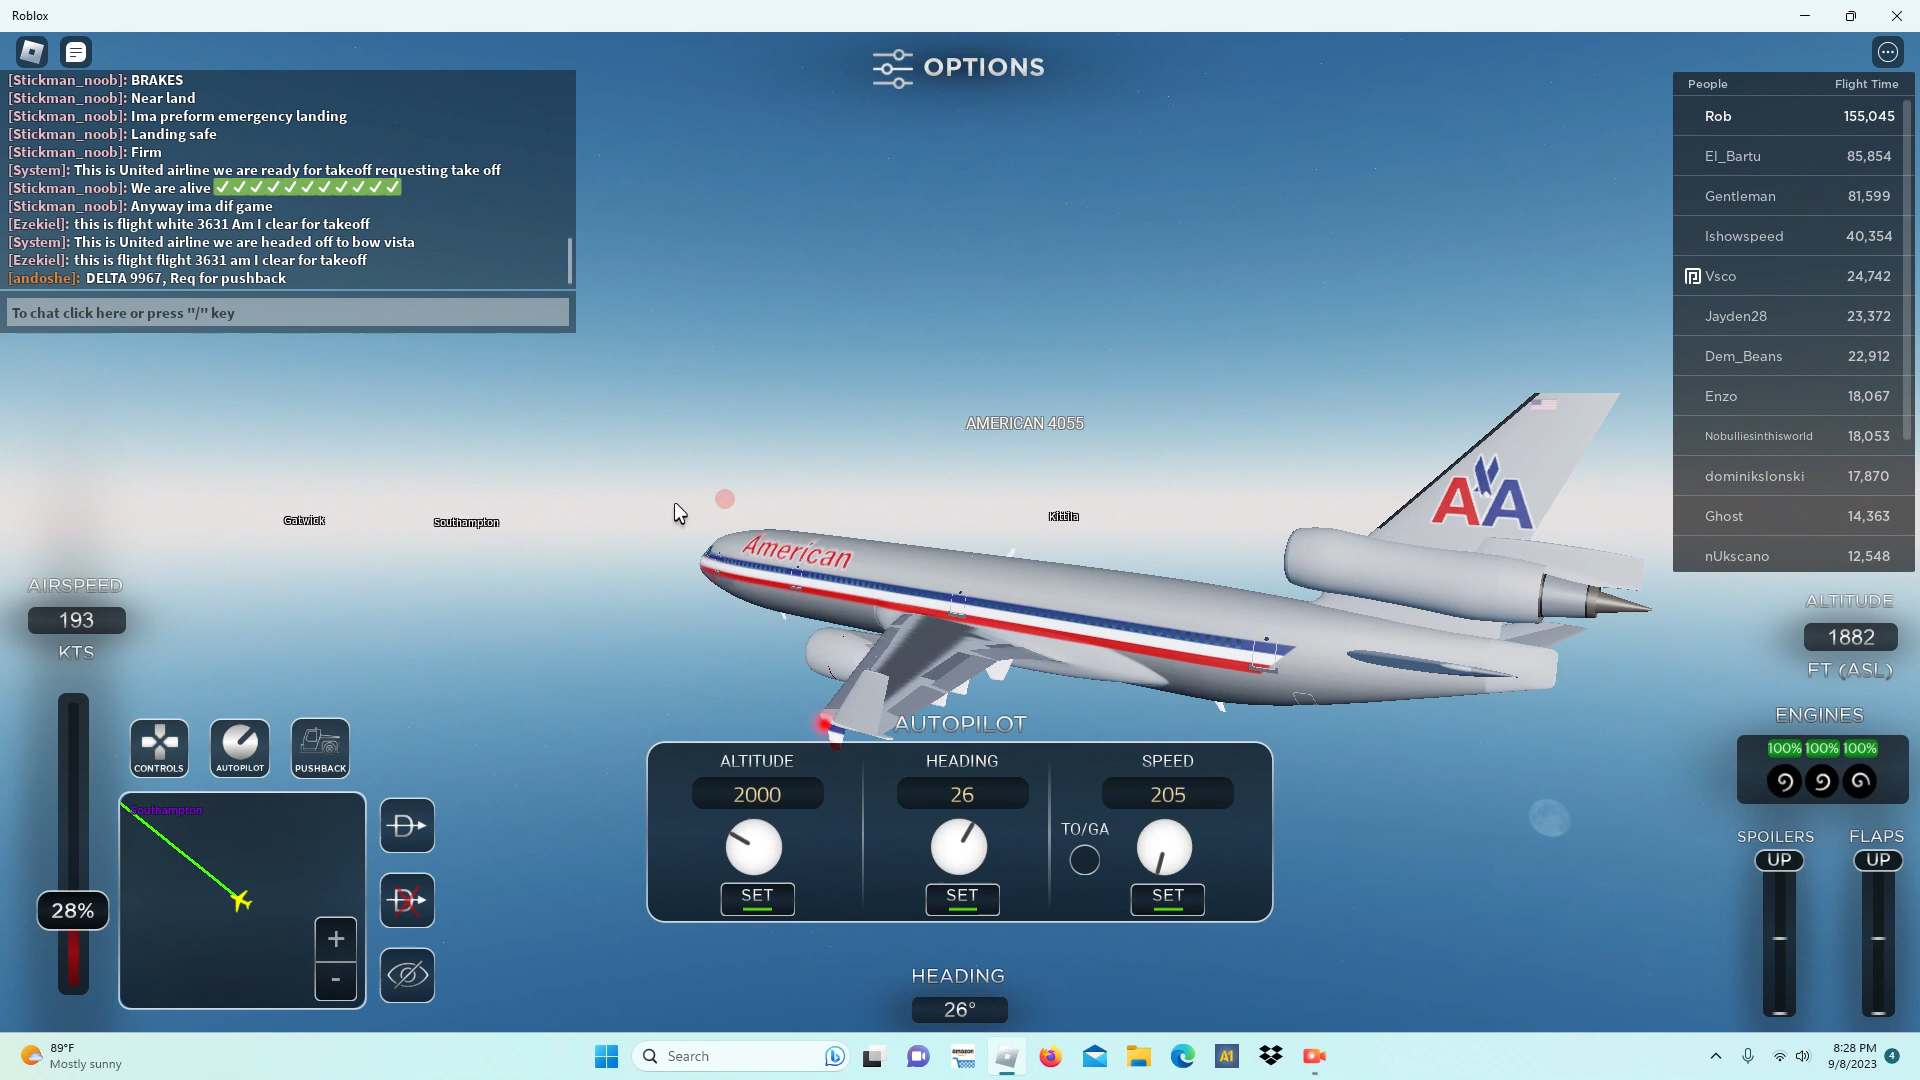 Roblox
[Stickman_noob]: BRAKES
[Stickman_noob]: Near land
[Stickman_noob]: Ima preform emergency landing
[Stickman_noob]: Landing safe
[Stickman_noob]: Firm
[System]: This is United airline we are ready for takeoff requesting take off
[Stickman_noob]: We are alive ✅✅✅✅✅✅✅✅✅✅✅
[Stickman_noob]: Anyway ima dif game
[Ezekiel]: this is flight white 3631 Am I clear for takeoff
[System]: This is United airline we are headed off to bow vista
[Ezekiel]: this is flight flight 3631 am I clear for takeoff
[andoshe]: DELTA 9967, Req for pushback
To chat click here or press "/" key
OPTIONS
People Flight Time
Rob 155,045
El_Bartu 85,854
Gentleman 81,599
Ishowspeed 40,354
Vsco 24,742
Jayden28 23,372
Dem_Beans 22,912
Enzo 18,067
Nobulliesinthisworld 18,053
dominikslonski 17,870
Ghost 14,363
nUkscano 12,548
AMERICAN 4055
Gatwick
Southampton
Kittila
American
AA
AIRSPEED
193
KTS
28%
CONTROLS
AUTOPILOT
PUSHBACK
Southampton
+
-
D
D
AUTOPILOT
ALTITUDE HEADING SPEED
2000 26 205
TO/GA
SET SET SET
HEADING
26°
ALTITUDE
1882
FT (ASL)
ENGINES
100% 100% 100%
SPOILERS FLAPS
UP UP
89°F
Mostly sunny
Search
amazon
A1
8:28 PM
9/8/2023
4